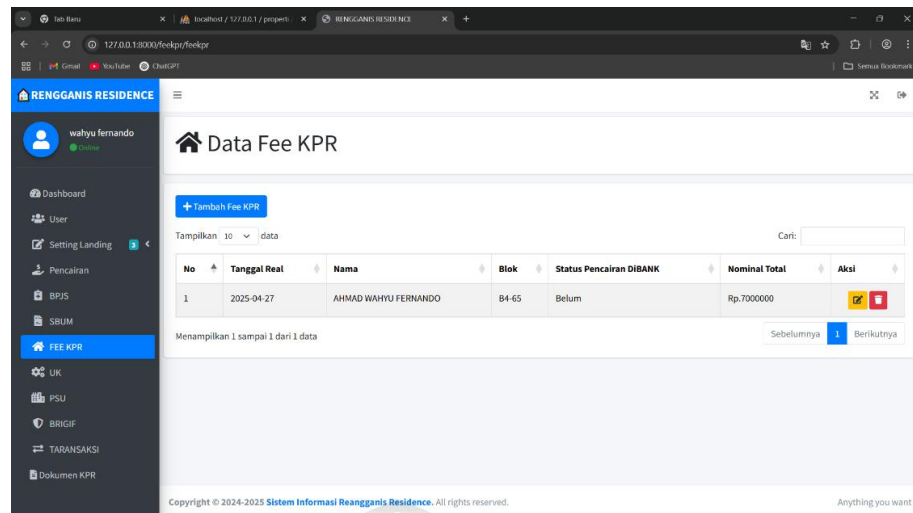 Tab Baru
localhost / 127.0.0.1 / properti
RENGGANIS RESIDENCE
127.0.0.1:8000/feekpr/feekpr
Gmail YouTube ChatGPT Semua Bookmark
RENGGANIS RESIDENCE
wahyu fernando
Online
Dashboard
User
Setting Landing 3
Pencairan
BPJS
SBUM
FEE KPR
UK
PSU
BRIGIF
TARANSAKSI
Dokumen KPR
Data Fee KPR
Tambah Fee KPR
Tampilkan 10 data Cari:
No Tanggal Real Nama Blok Status Pencairan DiBANK Nominal Total Aksi
1 2025-04-27 AHMAD WAHYU FERNANDO B4-65 Belum Rp.7000000
Menampilkan 1 sampai 1 dari 1 data Sebelumnya 1 Berikutnya
Copyright © 2024-2025 Sistem Informasi Reangganis Residence. All rights reserved. Anything you want